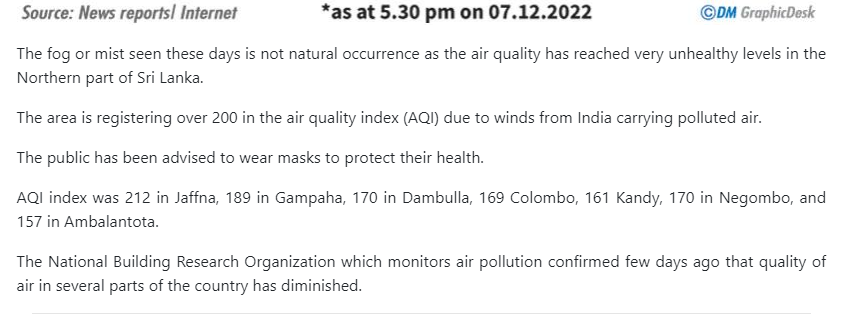 Source: News reports/ Internet *as at 5.30 pm on 07.12.2022 ©DM GraphicDesk
The fog or mist seen these days is not natural occurrence as the air quality has reached very unhealthy levels in the
Northern part of Sri Lanka.
The area is registering over 200 in the air quality index (AQI) due to winds from India carrying polluted air.
The public has been advised to wear masks to protect their health.
AQI index was 212 in Jaffna, 189 in Gampaha, 170 in Dambulla, 169 Colombo, 161 Kandy, 170 in Negombo, and
157 in Ambalantota.
The National Building Research Organization which monitors air pollution confirmed few days ago that quality of
air in several parts of the country has diminished.